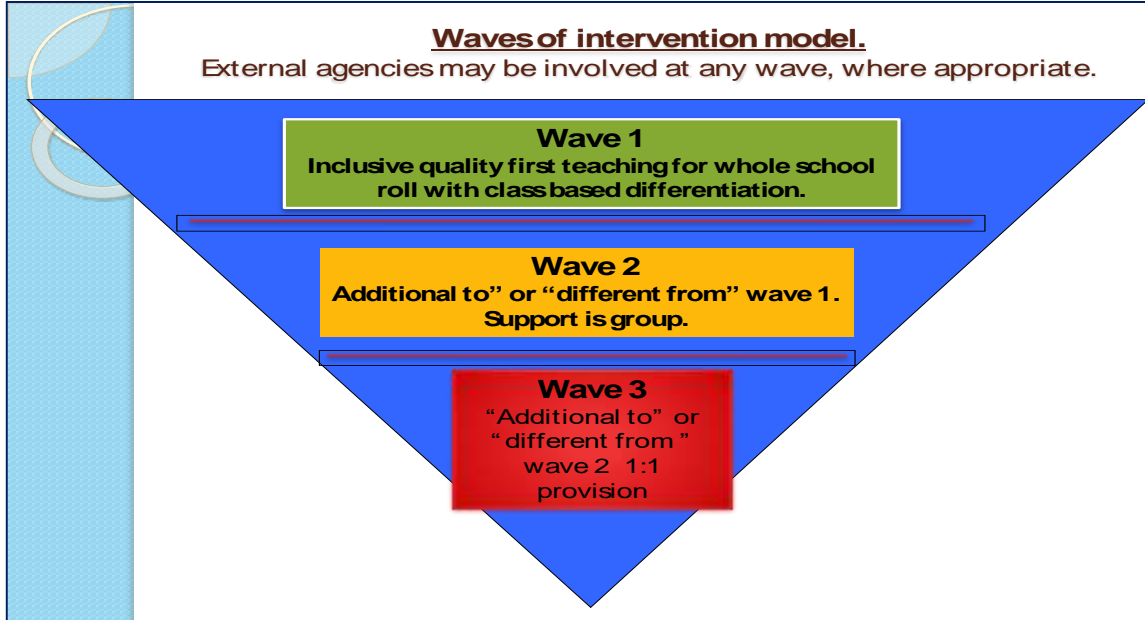 Waves of intervention model.
External agencies may be involved at any wave, where appropriate.
Wave 1
Inclusive quality first teaching for whole school
roll with class based differentiation.
Wave 2
Additional to” or “different from” wave 1.
Support is group.
Wave 3
“Additional to” or
“different from”
wave 2 1:1
provision